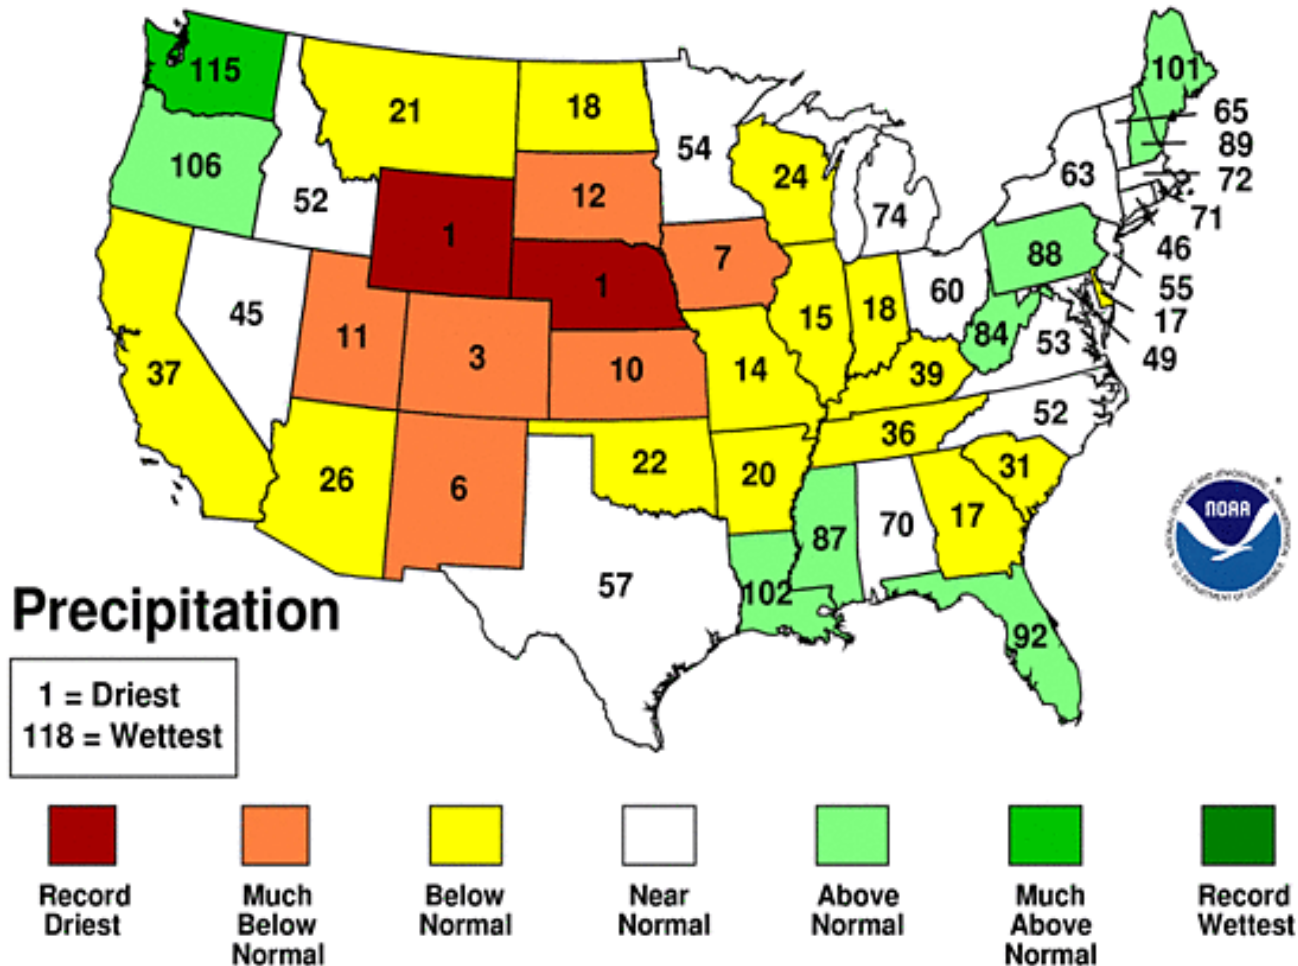 115
101
21
18
54
65
89
106
24
63
72
52
12
74
71
1
7
88
46
1
60
55
45
15
18
17
11
3
10
14
84
53
49
37
39
52
26
6
22
20
36
31
87
70
17
NOAA
57
102
92
Precipitation
1 = Driest
118 = Wettest
Record
Driest
Much
Below
Normal
Below
Normal
Near
Normal
Above
Normal
Much
Above
Normal
Record
Wettest